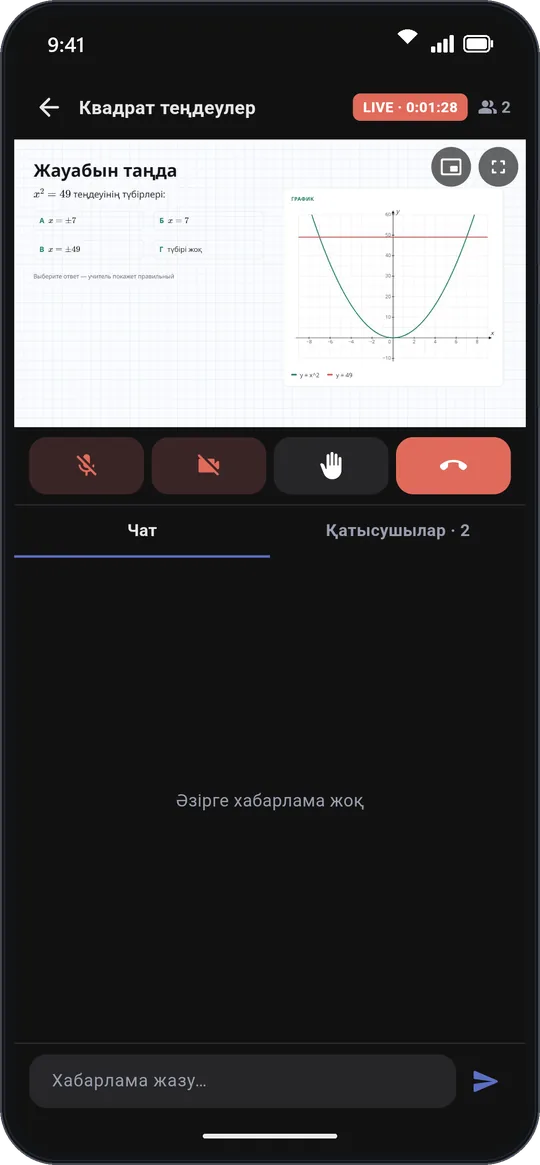 9:41
Квадрат теңдеулер
LIVE · 0:01:28
2
Жауабын таңда
x² = 49 теңдеуінің түбірлері:
А x = ±7
Б x = 7
В x = ±49
Г түбірі жоқ
Выберите ответ — учитель покажет правильный
ГРАФИК
y
60
50
40
30
20
10
-10
-8 -6 -4 -2 0 2 4 6 8
x
y = x^2 y = 49
Чат
Қатысушылар · 2
Әзірге хабарлама жоқ
Хабарлама жазу...